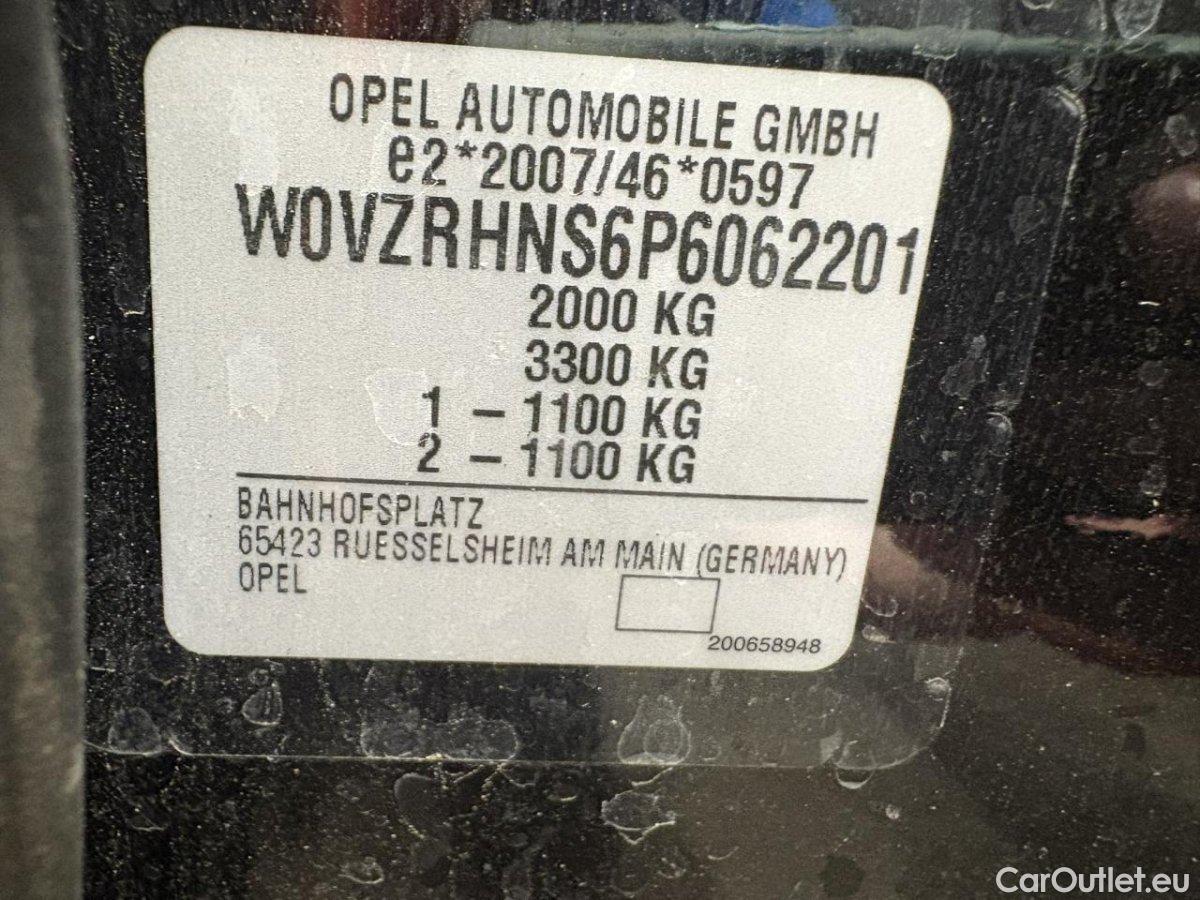 OPEL AUTOMOBILE GMBH
e2*2007/46*0597
W0VZRHNS6P6062201
2000 KG
3300 KG
1 - 1100 KG
2 - 1100 KG
BAHNHOFSPLATZ
65423 RUESSELSHEIM AM MAIN (GERMANY)
OPEL
200658948
CarOutlet.eu